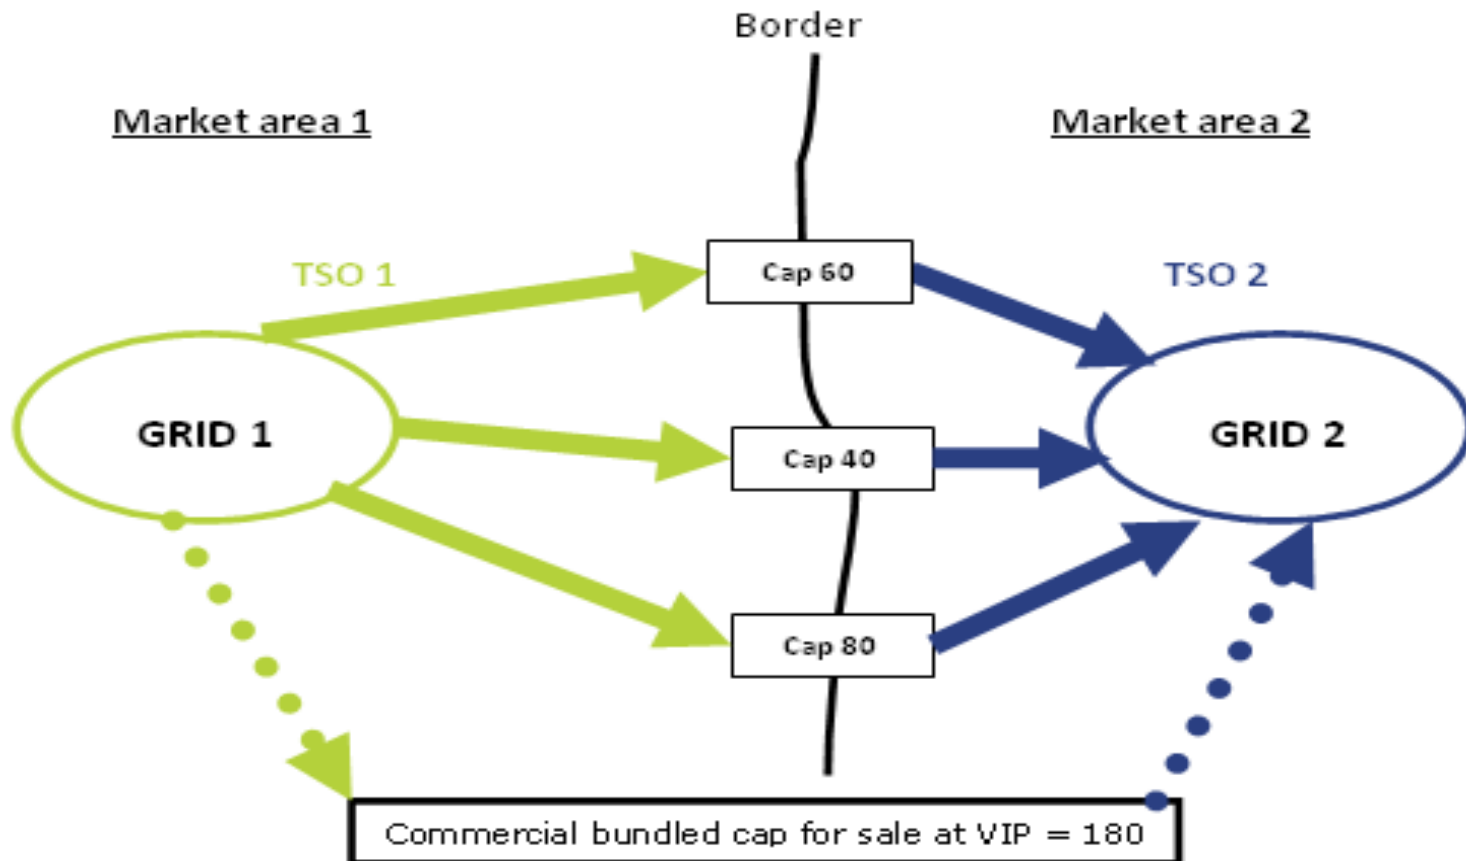 Border
Market area 1
Market area 2
TSO 1
Cap 60
TSO 2
GRID 1
Cap 40
GRID 2
Cap 80
Commercial bundled cap for sale at VIP = 180